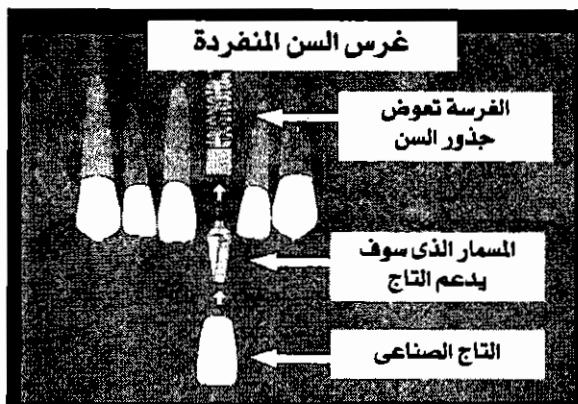 غرس السن المنفردة
الغرسة تعوض
جذور السن
المسمار الذى سوف
يدعم التاج
التاج الصناعى